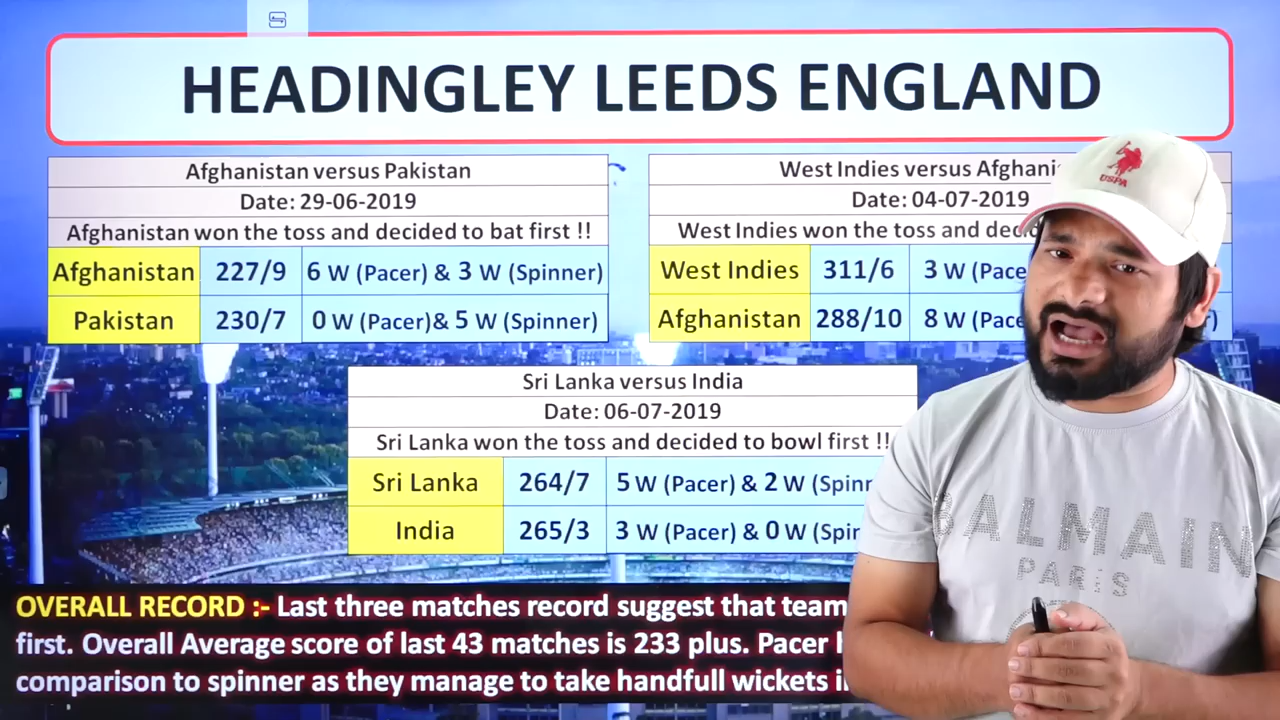 HEADINGLEY LEEDS ENGLAND
Afghanistan versus Pakistan
Date: 29-06-2019
Afghanistan won the toss and decided to bat first !!
Afghanistan 227/9 6 W (Pacer) & 3 W (Spinner)
Pakistan 230/7 0 W (Pacer)& 5 W (Spinner)
West Indies versus
Date: 04-07-2019
West Indies won the toss and
West Indies 311/6 3 W
Afghanistan 288/10 8 W
Sri Lanka versus India
Date: 06-07-2019
Sri Lanka won the toss and decided to bowl first !!
Sri Lanka 264/7 5 W (Pacer) & 2 W
India 265/3 3 W (Pacer) & 0 W
OVERALL RECORD :- Last three matches record suggest that team
first. Overall Average score of last 43 matches is 233 plus. Pacer
comparison to spinner as they manage to take handfull wickets
USPA
BALMAIN
PARIS